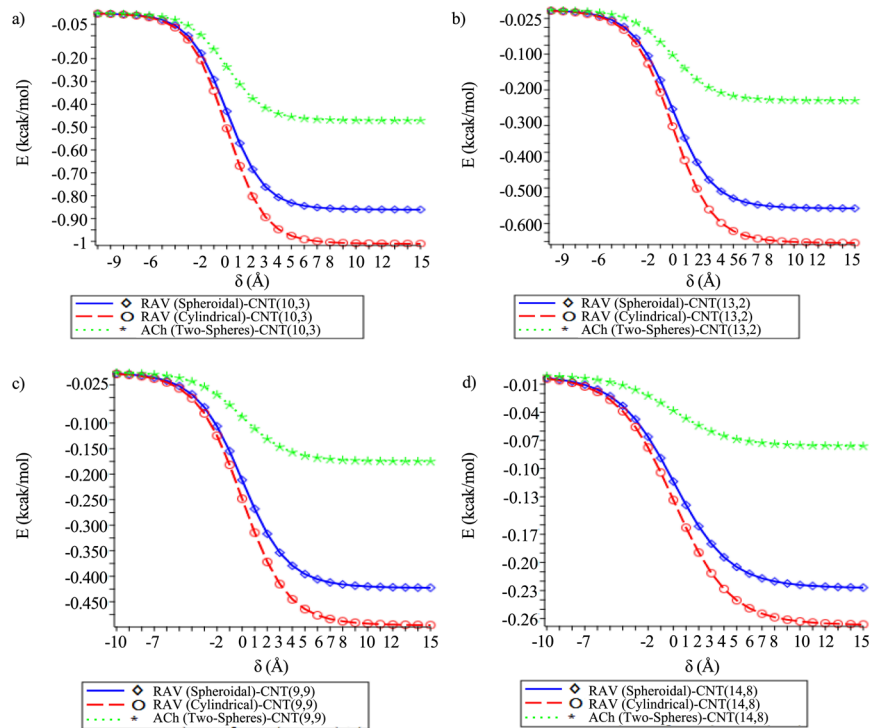 a)
E (kcak/mol)
-0.05
-0.20
-0.30
-0.40
-0.50
-0.60
-0.70
-0.80
-0.90
-1
-9 -6 -2 0 1 2 3 4 5 6 7 8 10 12 15
δ (Å)
RAV (Spheroidal)-CNT(10,3)
RAV (Cylindrical)-CNT(10,3)
ACh (Two-Spheres)-CNT(10,3)
b)
E (kcak/mol)
-0.025
-0.100
-0.200
-0.300
-0.400
-0.500
-0.600
-9 -6 -2 0 1 2 3 4 5 6 7 8 10 12 15
δ (Å)
RAV (Spheroidal)-CNT(13,2)
RAV (Cylindrical)-CNT(13,2)
ACh (Two-Spheres)-CNT(13,2)
c)
E (kcak/mol)
-0.025
-0.100
-0.150
-0.200
-0.250
-0.300
-0.350
-0.400
-0.450
-10 -7 -2 0 1 2 3 4 5 6 7 8 10 12 15
δ (Å)
RAV (Spheroidal)-CNT(9,9)
RAV (Cylindrical)-CNT(9,9)
ACh (Two-Spheres)-CNT(9,9)
d)
E (kcak/mol)
-0.01
-0.04
-0.07
-0.10
-0.13
-0.17
-0.20
-0.23
-0.26
-10 -7 -2 0 1 2 3 4 5 6 7 8 10 12 15
δ (Å)
RAV (Spheroidal)-CNT(14,8)
RAV (Cylindrical)-CNT(14,8)
ACh (Two-Spheres)-CNT(14,8)